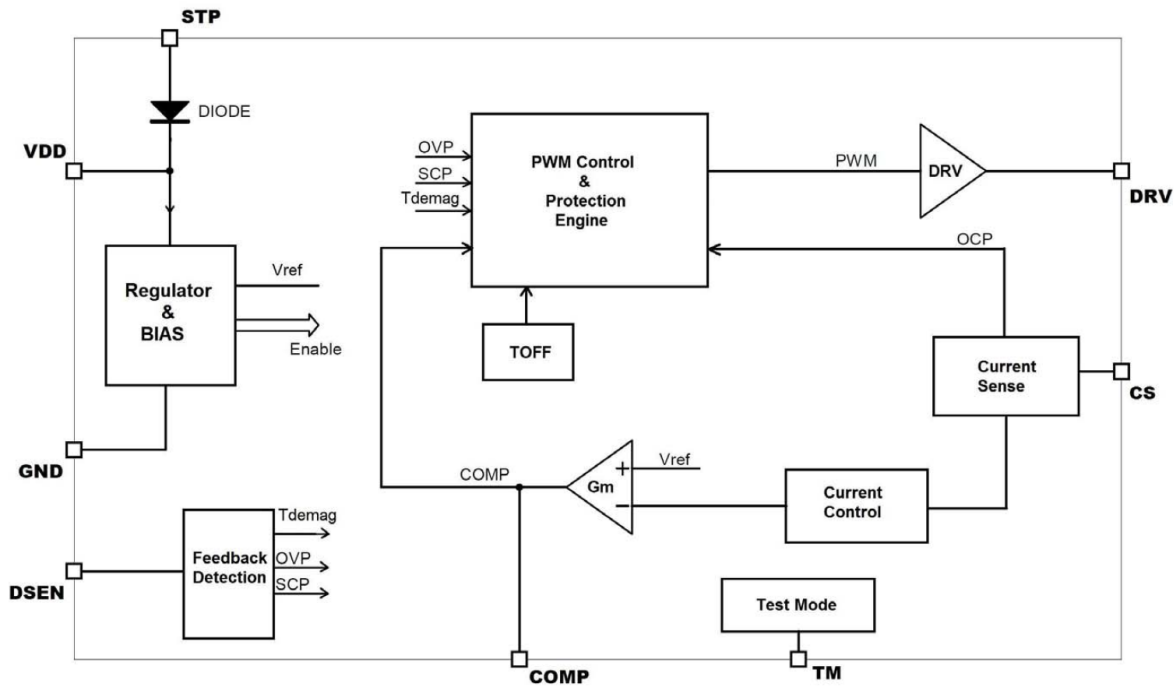 STP
DIODE
VDD
OVP
SCP
Tdemag
PWM Control
&
Protection
Engine
PWM
DRV
DRV
OCP
Regulator
&
BIAS
Vref
Enable
TOFF
Current
Sense
CS
GND
COMP
Gm
+
−
Vref
Current
Control
DSEN
Feedback
Detection
Tdemag
OVP
SCP
Test Mode
COMP
TM